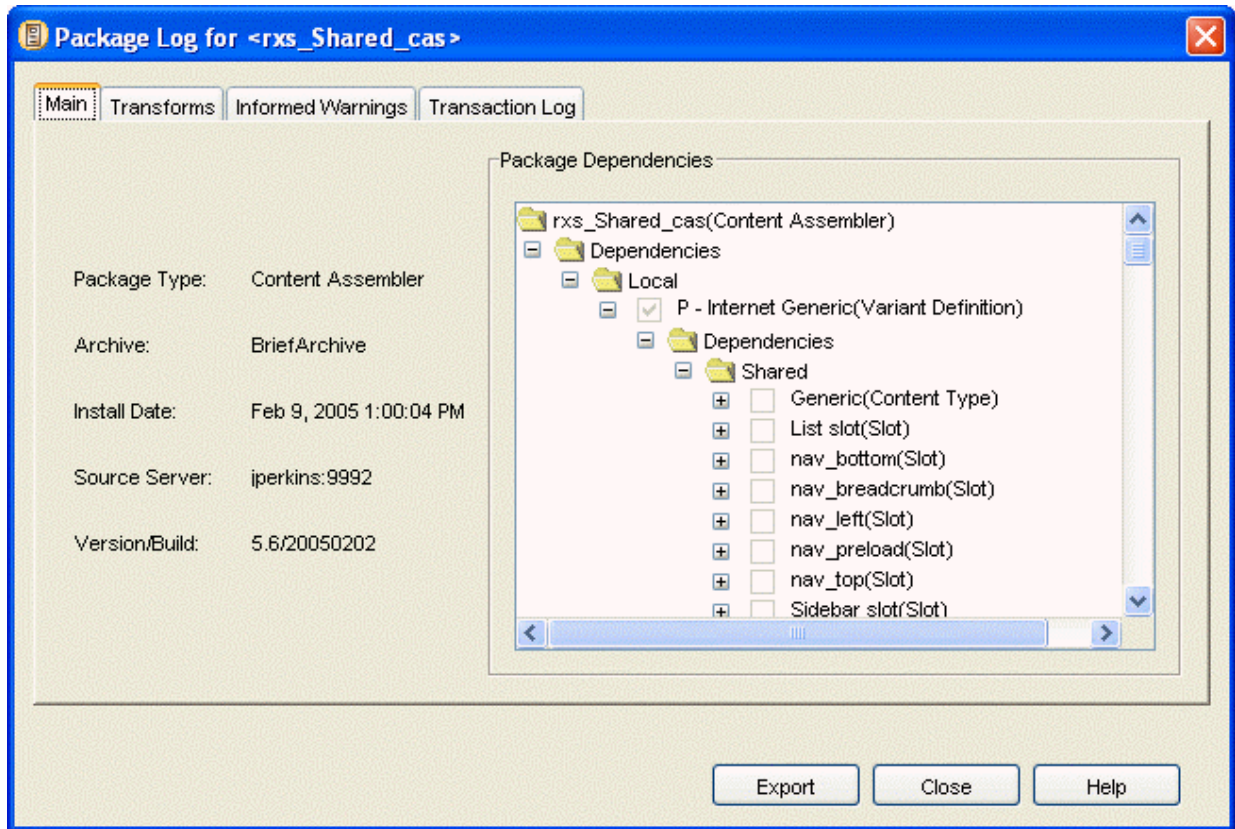 Package Log for <rxs_Shared_cas>
Main Transforms Informed Warnings Transaction Log
Package Type: Content Assembler
Archive: BriefArchive
Install Date: Feb 9, 2005 1:00:04 PM
Source Server: iperkins:9992
Version/Build: 5.6/20050202
Package Dependencies
rxs_Shared_cas(Content Assembler)
Dependencies
Local
P - Internet Generic(Variant Definition)
Dependencies
Shared
Generic(Content Type)
List slot(Slot)
nav_bottom(Slot)
nav_breadcrumb(Slot)
nav_left(Slot)
nav_preload(Slot)
nav_top(Slot)
Sidebar slot(Slot)
Export Close Help